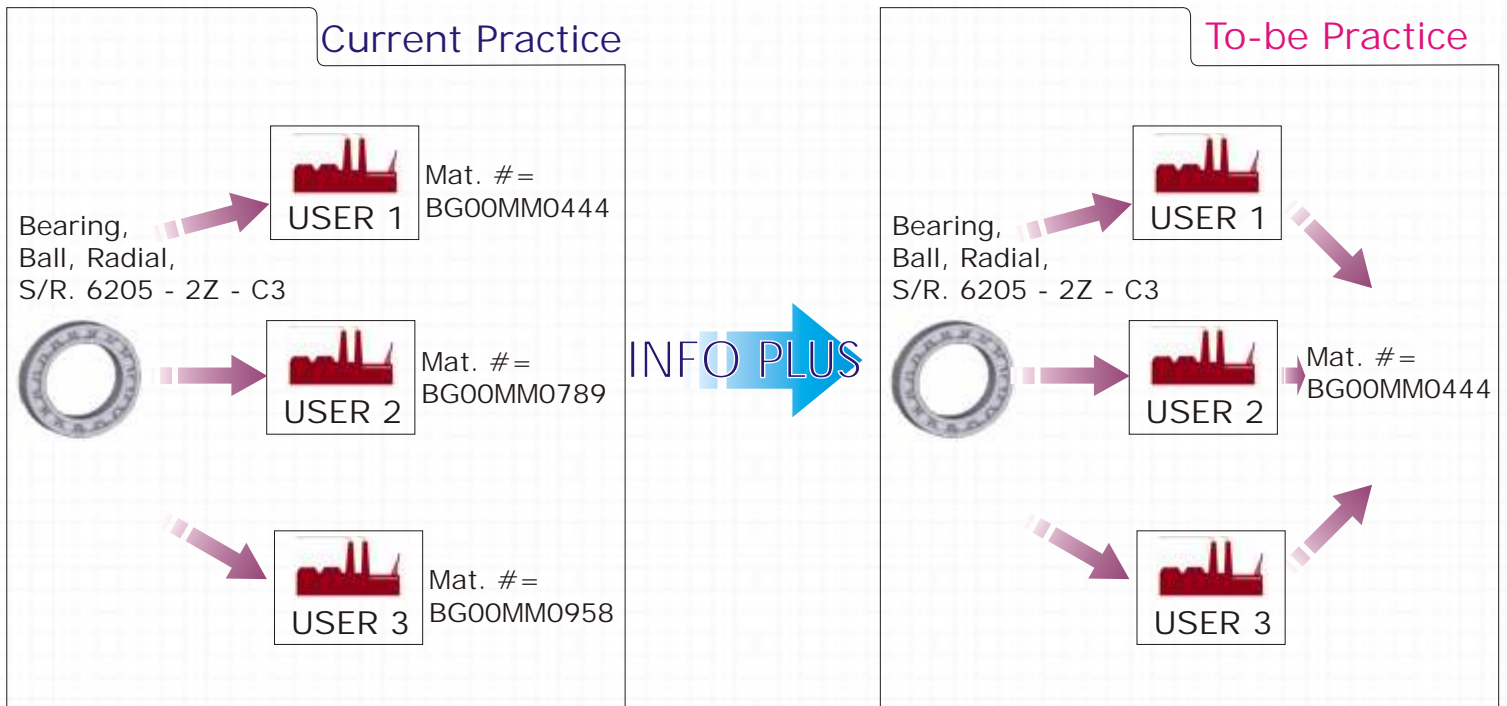 Current Practice
USER 1
Mat. #=
BG00MM0444
Bearing,
Ball, Radial,
S/R. 6205 - 2Z - C3
USER 2
Mat. #=
BG00MM0789
USER 3
Mat. #=
BG00MM0958
INFO PLUS
To-be Practice
USER 1
Bearing,
Ball, Radial,
S/R. 6205 - 2Z - C3
USER 2
Mat. #=
BG00MM0444
USER 3